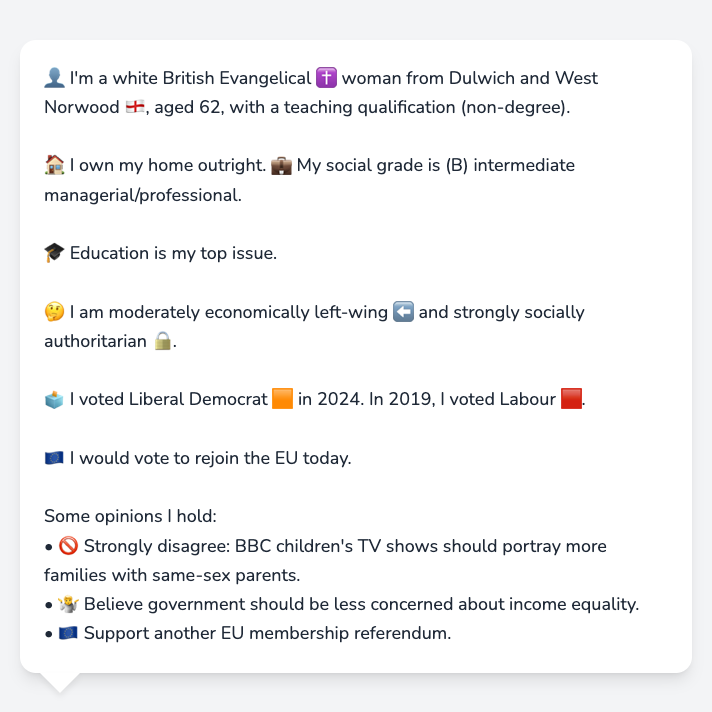 👤 I'm a white British Evangelical ✝️ woman from Dulwich and West
Norwood 🏴󠁧󠁢󠁥󠁮󠁧󠁿, aged 62, with a teaching qualification (non-degree).
🏠 I own my home outright. 💼 My social grade is (B) intermediate
managerial/professional.
🎓 Education is my top issue.
🤔 I am moderately economically left-wing ⬅️ and strongly socially
authoritarian 🔒.
🗳️ I voted Liberal Democrat 🟧 in 2024. In 2019, I voted Labour 🟥.
🇪🇺 I would vote to rejoin the EU today.
Some opinions I hold:
• 🚫 Strongly disagree: BBC children's TV shows should portray more
families with same-sex parents.
• 🤷 Believe government should be less concerned about income equality.
• 🇪🇺 Support another EU membership referendum.